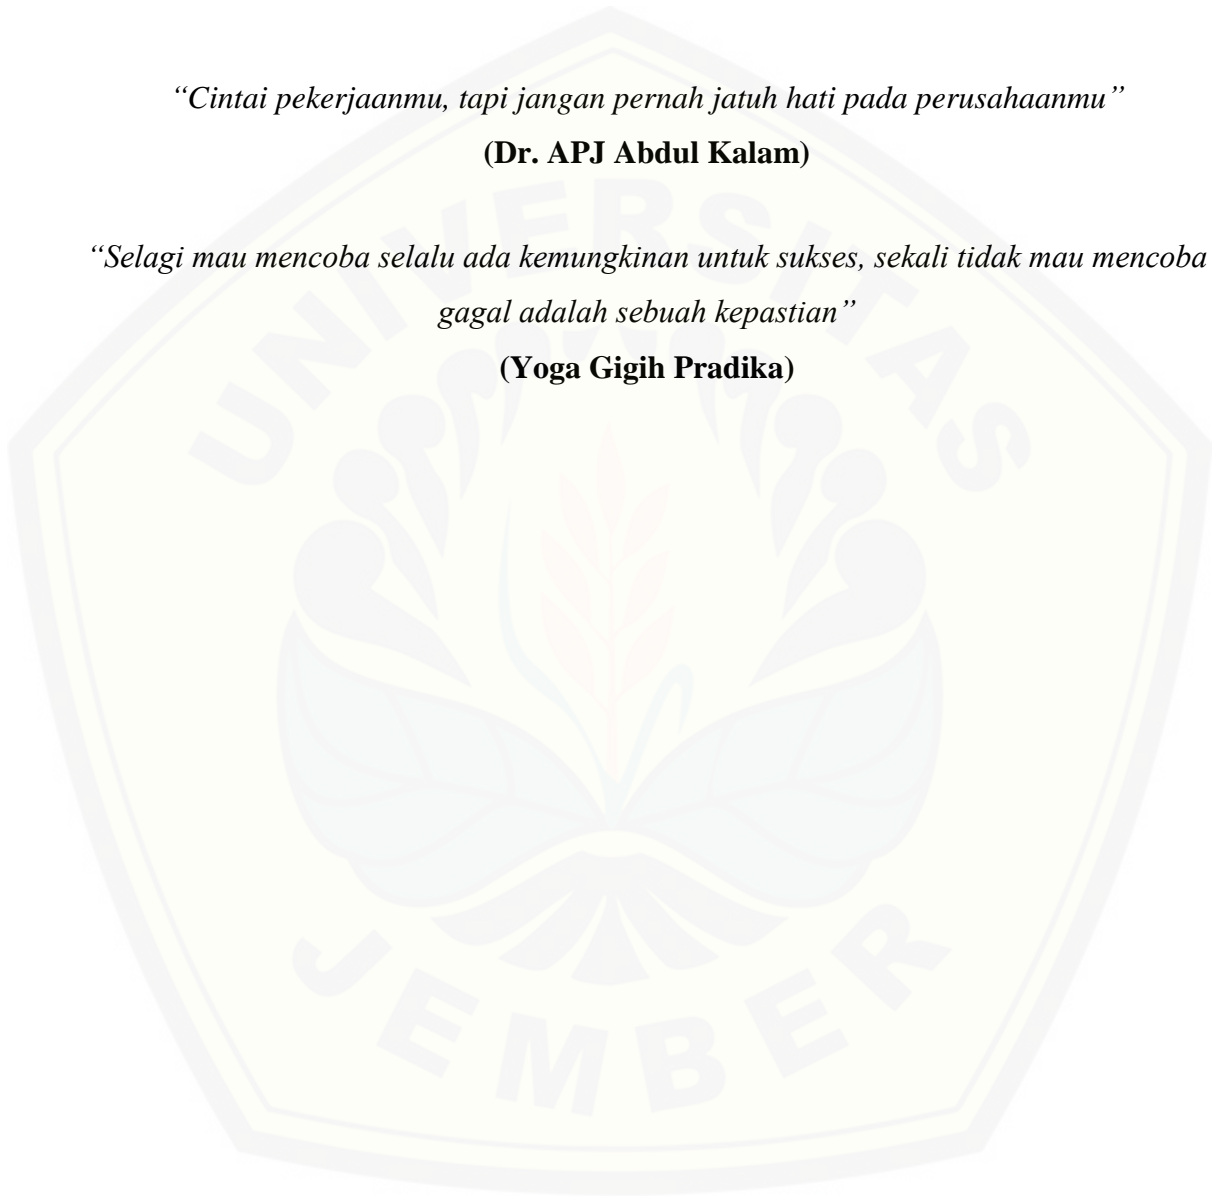 “Cintai pekerjaanmu, tapi jangan pernah jatuh hati pada perusahaanmu”
(Dr. APJ Abdul Kalam)
“Selagi mau mencoba selalu ada kemungkinan untuk sukses, sekali tidak mau mencoba
gagal adalah sebuah kepastian”
(Yoga Gigih Pradika)
UNIVERSITAS
JEMBER